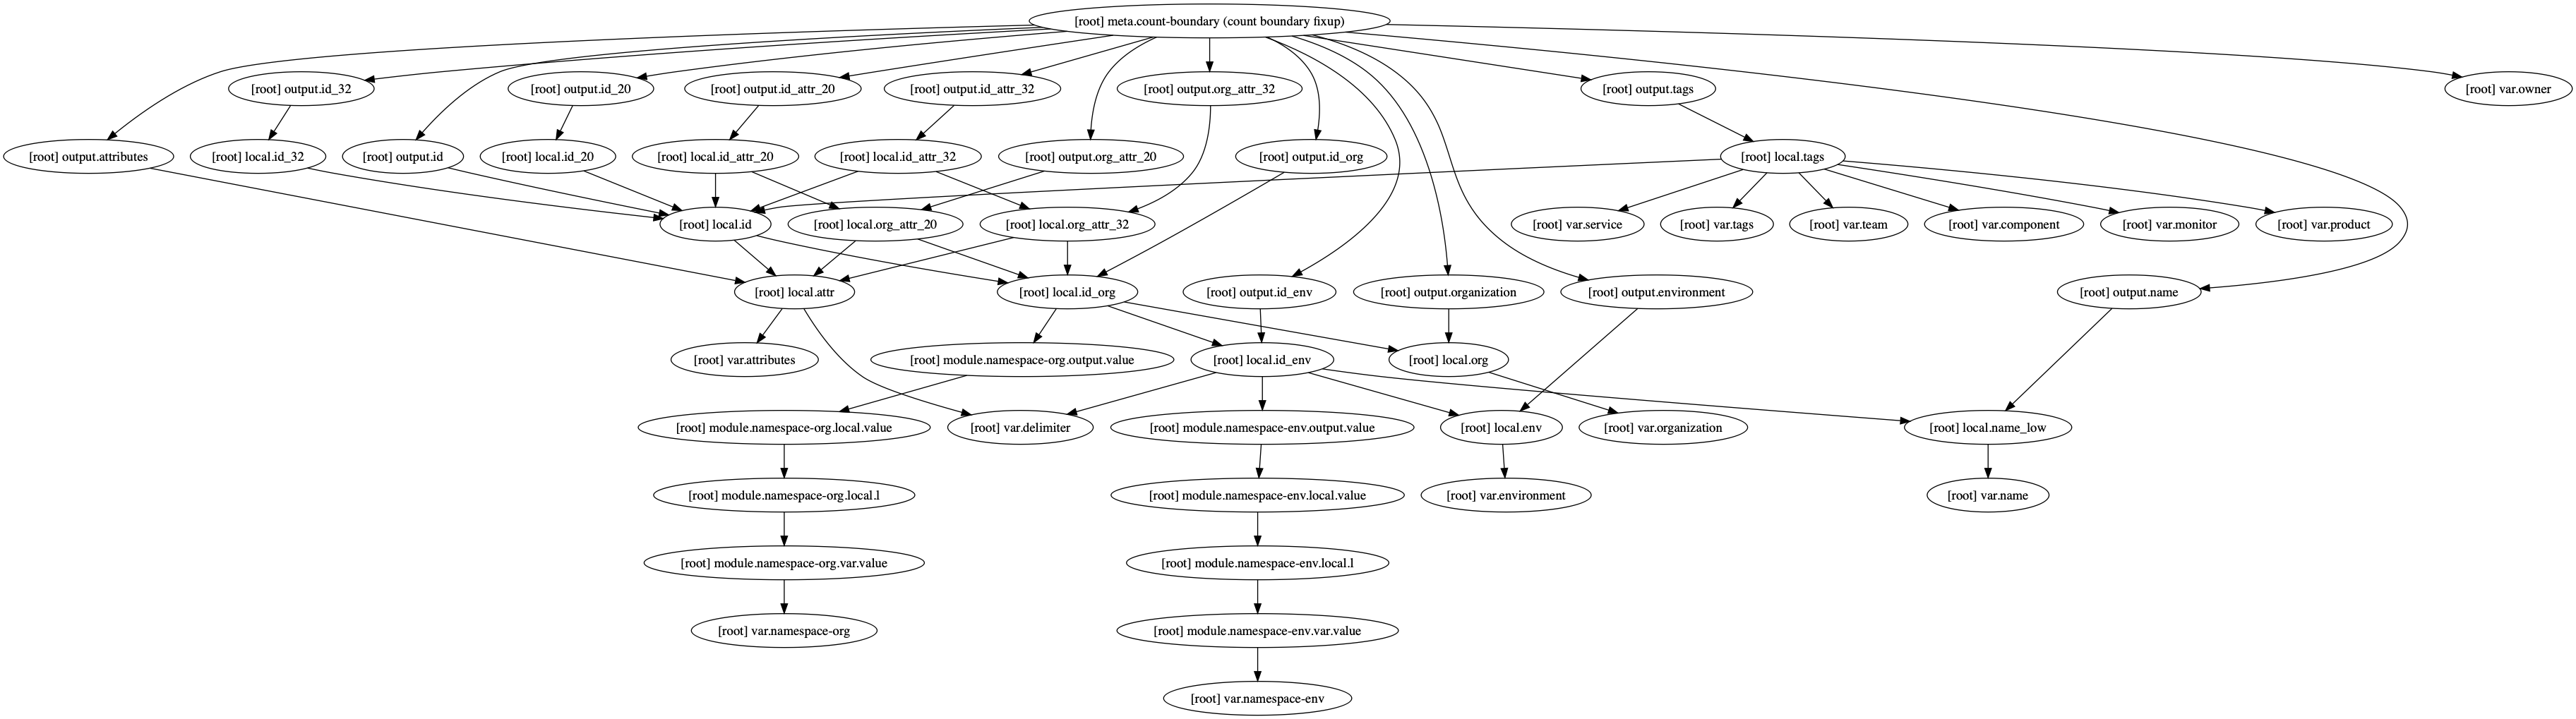 [root] meta.count-boundary (count boundary fixup)
[root] output.id_32
[root] output.id_20
[root] output.id_attr_20
[root] output.id_attr_32
[root] output.org_attr_32
[root] output.tags
[root] var.owner
[root] output.attributes
[root] local.id_32
[root] output.id
[root] local.id_20
[root] local.id_attr_20
[root] local.id_attr_32
[root] output.org_attr_20
[root] output.id_org
[root] local.tags
[root] local.id
[root] local.org_attr_20
[root] local.org_attr_32
[root] var.service
[root] var.tags
[root] var.team
[root] var.component
[root] var.monitor
[root] var.product
[root] local.attr
[root] local.id_org
[root] output.id_env
[root] output.organization
[root] output.environment
[root] output.name
[root] var.attributes
[root] module.namespace-org.output.value
[root] local.id_env
[root] local.org
[root] module.namespace-org.local.value
[root] var.delimiter
[root] module.namespace-env.output.value
[root] local.env
[root] var.organization
[root] local.name_low
[root] module.namespace-org.local.l
[root] module.namespace-env.local.value
[root] var.environment
[root] var.name
[root] module.namespace-org.var.value
[root] module.namespace-env.local.l
[root] var.namespace-org
[root] module.namespace-env.var.value
[root] var.namespace-env